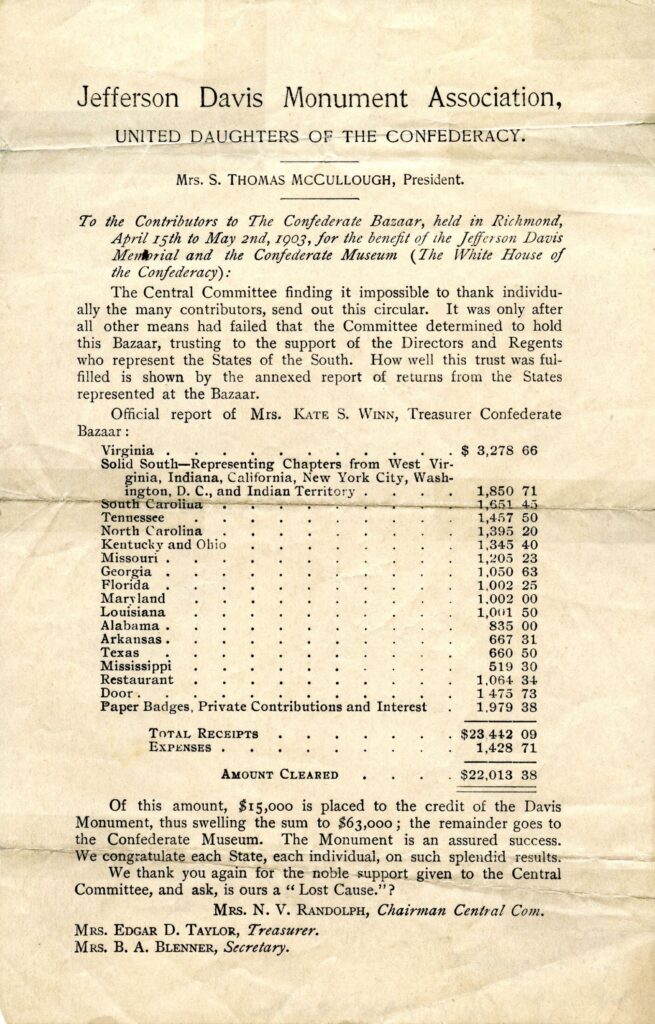 Jefferson Davis Monument Association,
UNITED DAUGHTERS OF THE CONFEDERACY.
Mrs. S. THOMAS McCULLOUGH, President.
To the Contributors to The Confederate Bazaar, held in Richmond,
April 15th to May 2nd, 1903, for the benefit of the Jefferson Davis
Memorial and the Confederate Museum (The White House of
the Confederacy):
The Central Committee finding it impossible to thank individu-
ally the many contributors, send out this circular. It was only after
all other means had failed that the Committee determined to hold
this Bazaar, trusting to the support of the Directors and Regents
who represent the States of the South. How well this trust was ful-
filled is shown by the annexed report of returns from the States
represented at the Bazaar.
Official report of Mrs. KATE S. WINN, Treasurer Confederate
Bazaar:
Virginia . . . . . . . . . . . $ 3,278 66
Solid South—Representing Chapters from West Vir-
ginia, Indiana, California, New York City, Wash-
ington, D. C., and Indian Territory . . . . 1,850 71
South Carolina . . . . . . . . . 1,651 45
Tennessee . . . . . . . . . . 1,457 50
North Carolina . . . . . . . . . 1,395 20
Kentucky and Ohio . . . . . . . . 1,345 40
Missouri . . . . . . . . . . . 1,205 23
Georgia . . . . . . . . . . . 1,050 63
Florida . . . . . . . . . . . 1,002 25
Maryland . . . . . . . . . . 1,002 00
Louisiana . . . . . . . . . . 1,001 50
Alabama . . . . . . . . . . . 835 00
Arkansas . . . . . . . . . . . 667 31
Texas . . . . . . . . . . . 660 50
Mississippi . . . . . . . . . . 519 30
Restaurant . . . . . . . . . . 1,064 34
Door . . . . . . . . . . . . 1 475 73
Paper Badges, Private Contributions and Interest . 1,979 38
TOTAL RECEIPTS . . . . . . . $23,442 09
EXPENSES . . . . . . . . . 1,428 71
AMOUNT CLEARED . . . . $22,013 38
Of this amount, $15,000 is placed to the credit of the Davis
Monument, thus swelling the sum to $63,000; the remainder goes to
the Confederate Museum. The Monument is an assured success.
We congratulate each State, each individual, on such splendid results.
We thank you again for the noble support given to the Central
Committee, and ask, is ours a "Lost Cause."?
MRS. N. V. RANDOLPH, Chairman Central Com.
MRS. EDGAR D. TAYLOR, Treasurer.
MRS. B. A. BLENNER, Secretary.